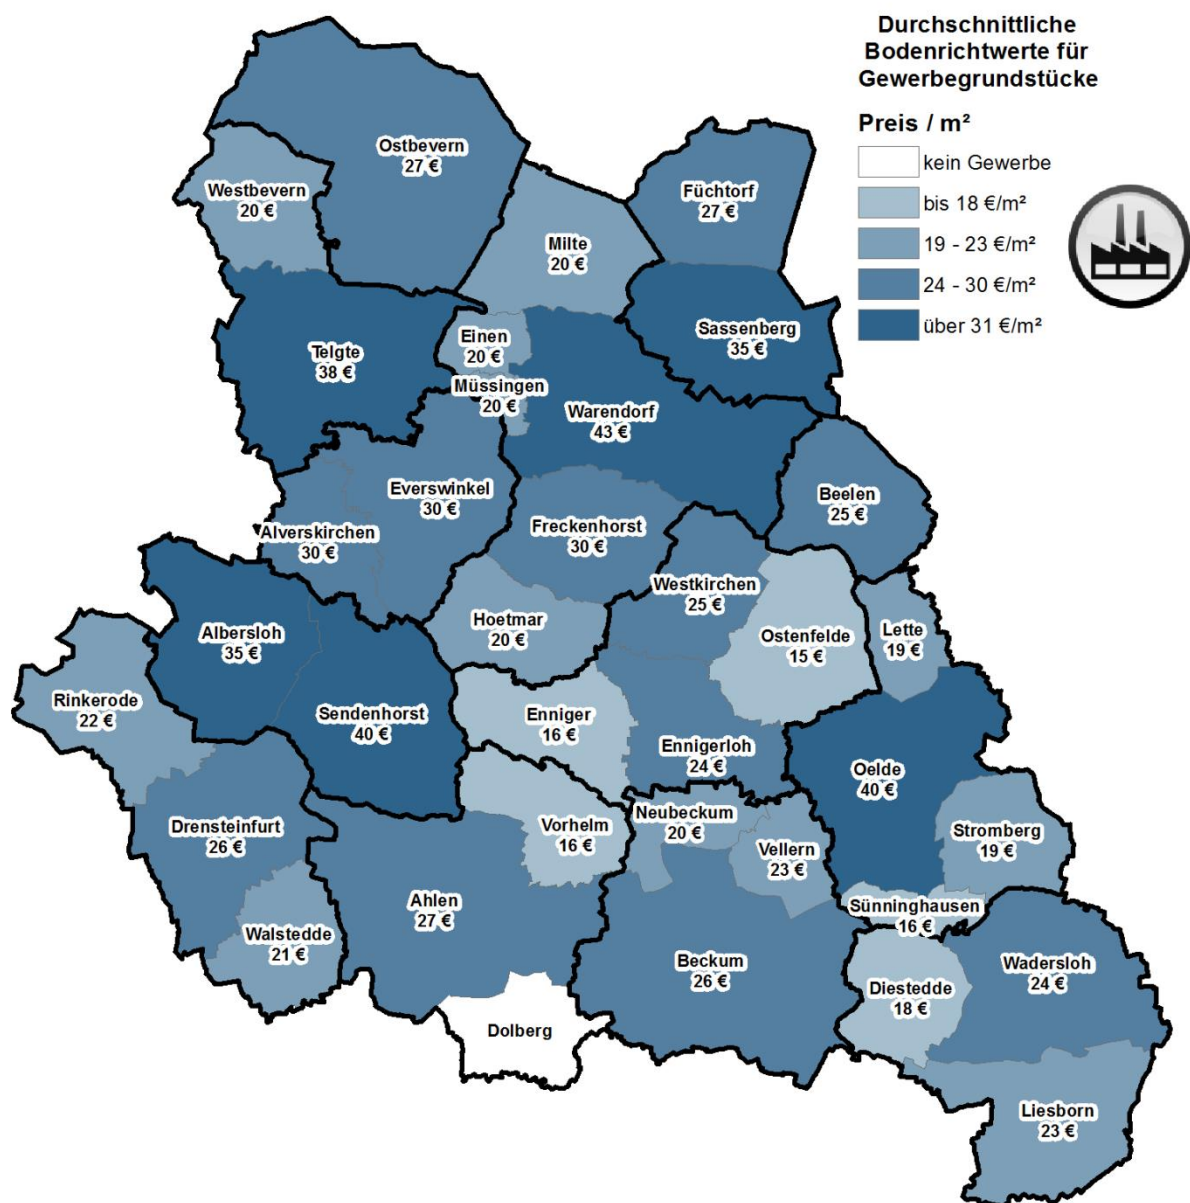 Durchschnittliche
Bodenrichtwerte für
Gewerbegrundstücke
Preis / m²
kein Gewerbe
bis 18 €/m²
19 - 23 €/m²
24 - 30 €/m²
über 31 €/m²
Ostbevern
27 €
Westbevern
20 €
Füchtorf
27 €
Milte
20 €
Sassenberg
35 €
Einen
20 €
Telgte
38 €
Müssingen
20 €
Warendorf
43 €
Everswinkel
30 €
Beelen
25 €
Alverskirchen
30 €
Freckenhorst
30 €
Westkirchen
25 €
Hoetmar
20 €
Ostenfelde
15 €
Lette
19 €
Albersloh
35 €
Rinkerode
22 €
Sendenhorst
40 €
Enniger
16 €
Ennigerloh
24 €
Oelde
40 €
Drensteinfurt
26 €
Vorhelm
16 €
Neubeckum
20 €
Vellern
23 €
Stromberg
19 €
Ahlen
27 €
Sünninghausen
16 €
Walstedde
21 €
Beckum
26 €
Wadersloh
24 €
Diestedde
18 €
Dolberg
Liesborn
23 €